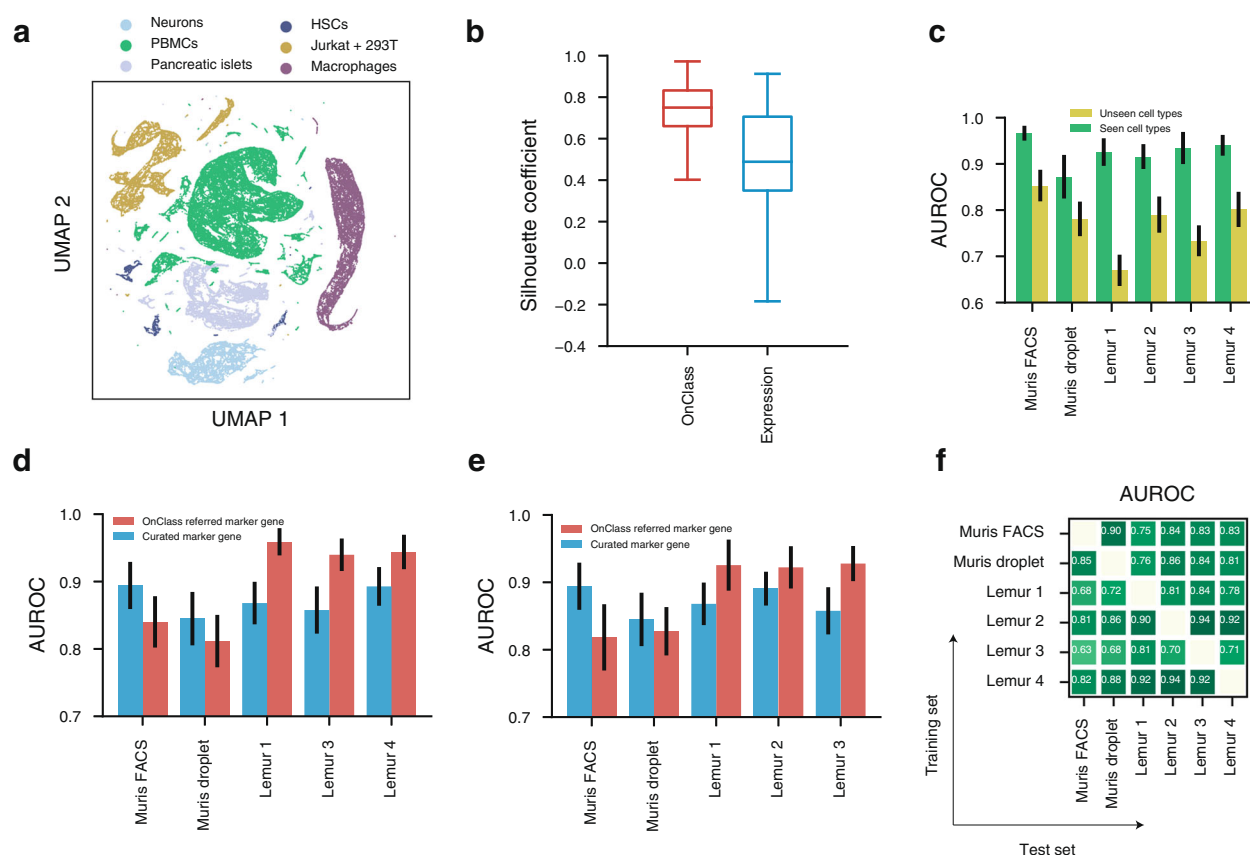 a
Neurons
PBMCs
Pancreatic islets
HSCs
Jurkat + 293T
Macrophages
UMAP 2
UMAP 1
b
Silhouette coefficient
1.0
0.8
0.6
0.4
0.2
0.0
−0.2
−0.4
OnClass
Expression
c
Unseen cell types
Seen cell types
AUROC
1.0
0.9
0.8
0.7
0.6
Muris FACS
Muris droplet
Lemur 1
Lemur 2
Lemur 3
Lemur 4
d
OnClass referred marker gene
Curated marker gene
AUROC
1.0
0.9
0.8
0.7
Muris FACS
Muris droplet
Lemur 1
Lemur 3
Lemur 4
e
OnClass referred marker gene
Curated marker gene
AUROC
1.0
0.9
0.8
0.7
Muris FACS
Muris droplet
Lemur 1
Lemur 2
Lemur 3
f
AUROC
Muris FACS 0.90 0.75 0.84 0.83 0.83
Muris droplet 0.85 0.76 0.86 0.84 0.81
Lemur 1 0.68 0.72 0.81 0.84 0.78
Lemur 2 0.81 0.86 0.90 0.94 0.92
Lemur 3 0.63 0.68 0.81 0.70 0.71
Lemur 4 0.82 0.88 0.92 0.94 0.92
Muris FACS
Muris droplet
Lemur 1
Lemur 2
Lemur 3
Lemur 4
Training set
Test set